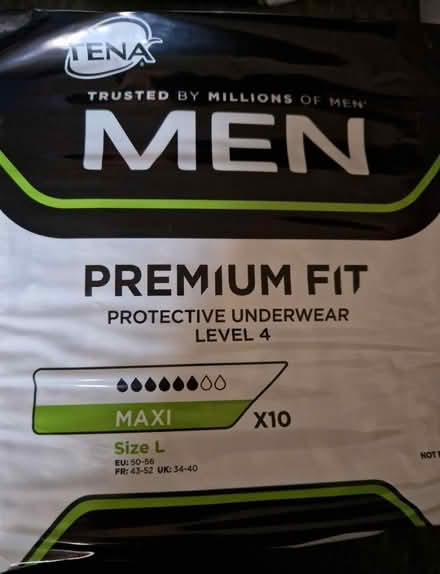 TENA
TRUSTED BY MILLIONS OF MEN*
MEN
PREMIUM FIT
PROTECTIVE UNDERWEAR
LEVEL 4
MAXI
X10
Size L
EU: 50-56
FR: 43-52 UK: 34-40
NOT